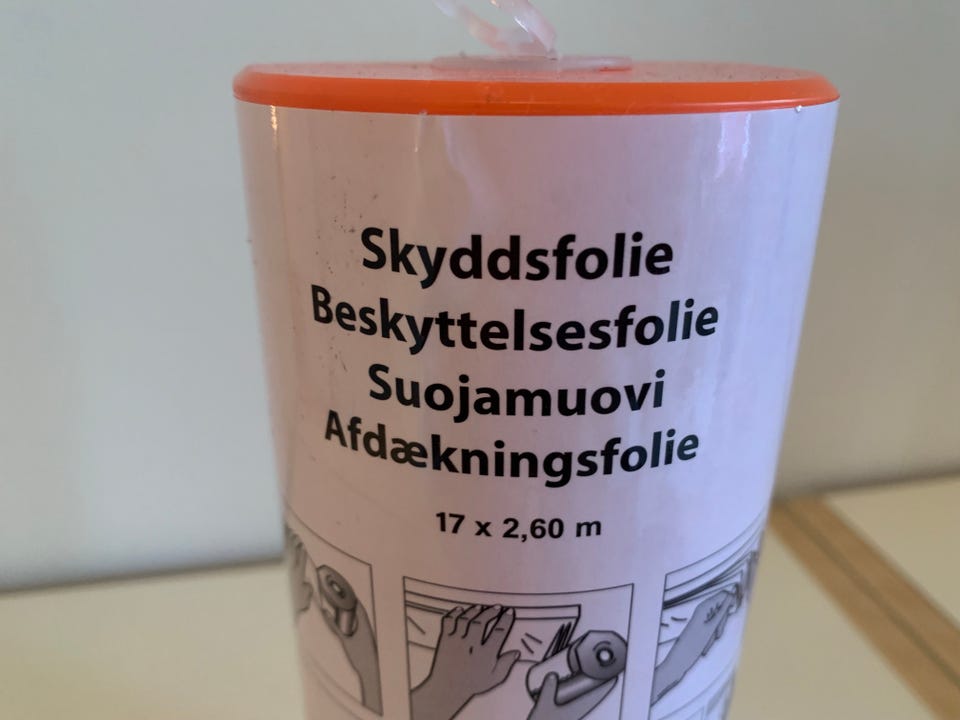 Skyddsfolie
Beskyttelsesfolie
Suojamuovi
Afdækningsfolie
17 x 2,60 m